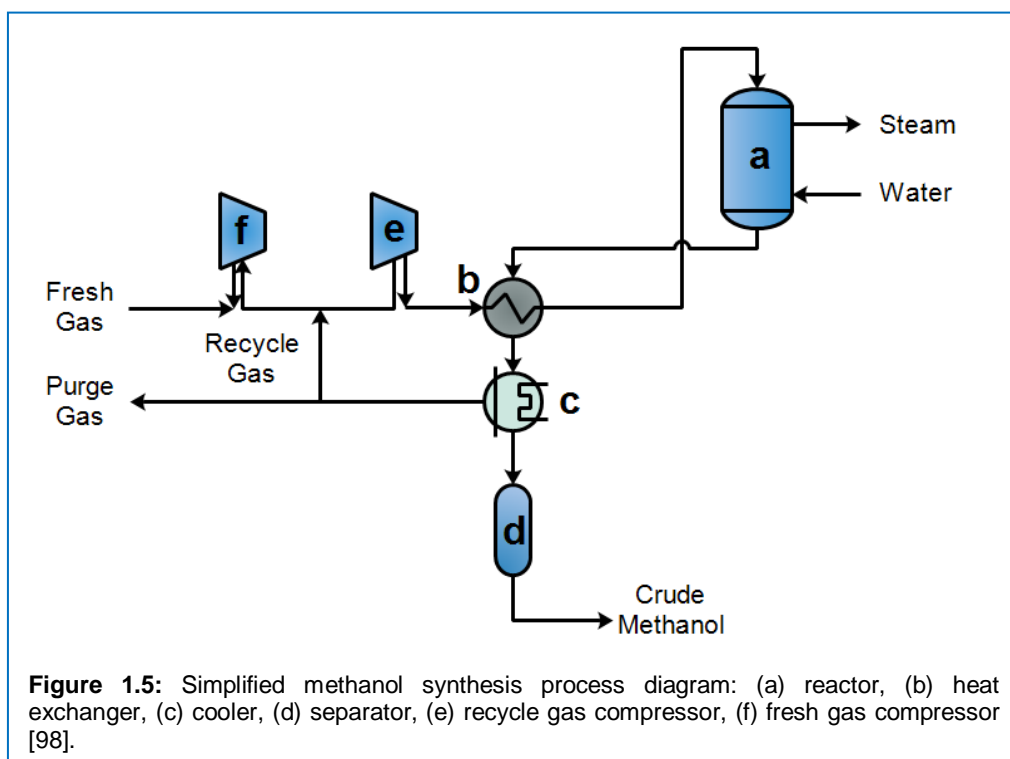 a
Steam
Water
f
e
b
Fresh
Gas
Recycle
Gas
Purge
Gas
c
d
Crude
Methanol
Figure 1.5: Simplified methanol synthesis process diagram: (a) reactor, (b) heat
exchanger, (c) cooler, (d) separator, (e) recycle gas compressor, (f) fresh gas compressor
[98].